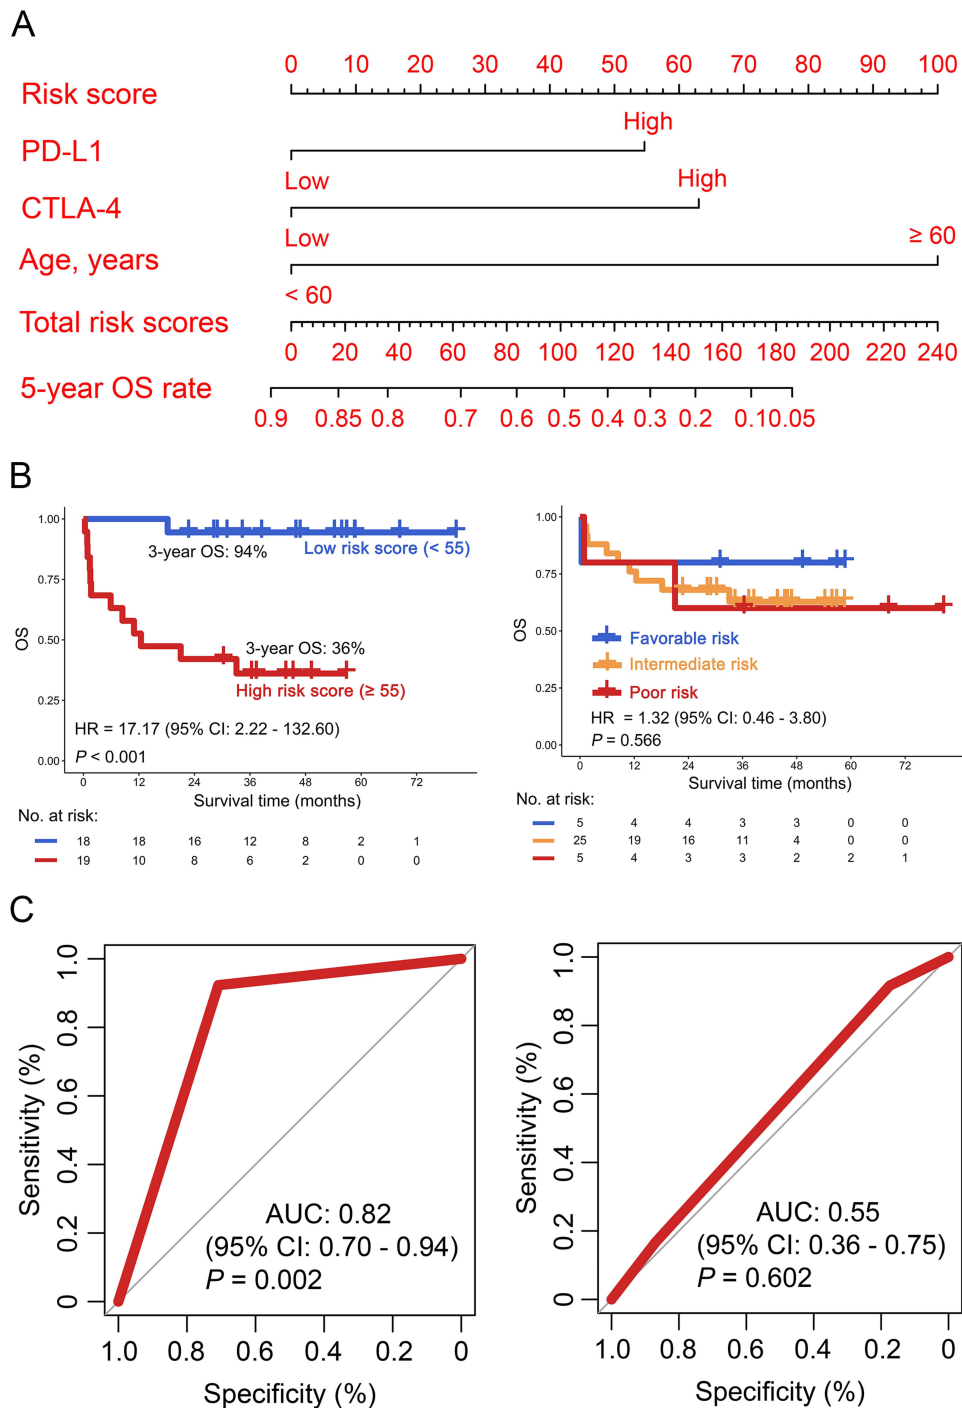 A
0 10 20 30 40 50 60 70 80 90 100
Risk score
High
PD-L1
Low
High
CTLA-4
Low
≥ 60
Age, years
< 60
Total risk scores
0 20 40 60 80 100 120 140 160 180 200 220 240
5-year OS rate
0.9 0.85 0.8 0.7 0.6 0.5 0.4 0.3 0.2 0.1 0.05
B
1.00
0.75
0.50
0.25
0.00
OS
3-year OS: 94%
Low risk score (< 55)
3-year OS: 36%
High risk score (≥ 55)
HR = 17.17 (95% CI: 2.22 - 132.60)
P < 0.001
0 12 24 36 48 60 72
Survival time (months)
No. at risk:
18 18 16 12 8 2 1
19 10 8 6 2 0 0
1.00
0.75
0.50
0.25
0.00
OS
Favorable risk
Intermediate risk
Poor risk
HR = 1.32 (95% CI: 0.46 - 3.80)
P = 0.566
0 12 24 36 48 60 72
Survival time (months)
No. at risk:
5 4 4 3 3 0 0
25 19 16 11 4 0 0
5 4 3 3 2 2 1
C
1.0
0.8
0.6
0.4
0.2
0
Sensitivity (%)
AUC: 0.82
(95% CI: 0.70 - 0.94)
P = 0.002
1.0 0.8 0.6 0.4 0.2 0
Specificity (%)
1.0
0.8
0.6
0.4
0.2
0
Sensitivity (%)
AUC: 0.55
(95% CI: 0.36 - 0.75)
P = 0.602
1.0 0.8 0.6 0.4 0.2 0
Specificity (%)